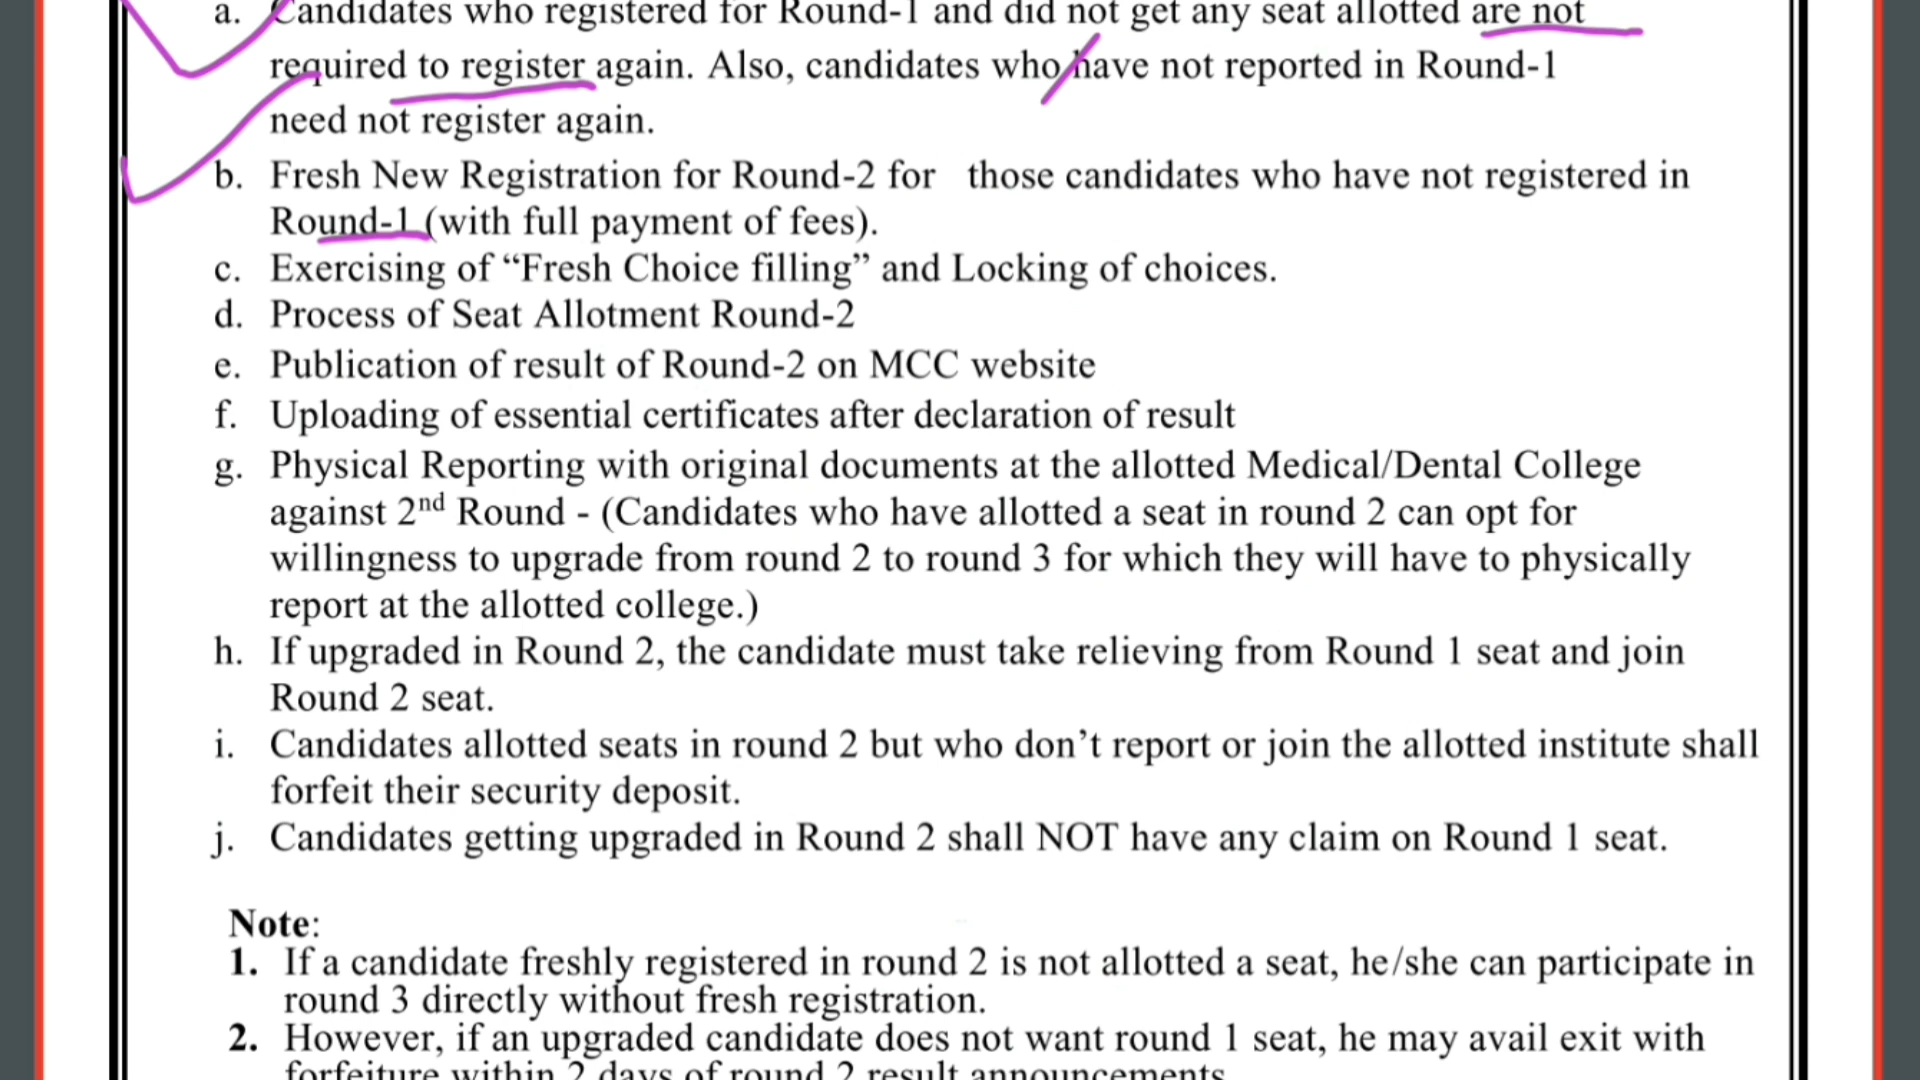 a. Candidates who registered for Round-1 and did not get any seat allotted are not
required to register again. Also, candidates who have not reported in Round-1
need not register again.
b. Fresh New Registration for Round-2 for those candidates who have not registered in
Round-1 (with full payment of fees).
c. Exercising of “Fresh Choice filling” and Locking of choices.
d. Process of Seat Allotment Round-2
e. Publication of result of Round-2 on MCC website
f. Uploading of essential certificates after declaration of result
g. Physical Reporting with original documents at the allotted Medical/Dental College
against 2nd Round - (Candidates who have allotted a seat in round 2 can opt for
willingness to upgrade from round 2 to round 3 for which they will have to physically
report at the allotted college.)
h. If upgraded in Round 2, the candidate must take relieving from Round 1 seat and join
Round 2 seat.
i. Candidates allotted seats in round 2 but who don’t report or join the allotted institute shall
forfeit their security deposit.
j. Candidates getting upgraded in Round 2 shall NOT have any claim on Round 1 seat.
Note:
1. If a candidate freshly registered in round 2 is not allotted a seat, he/she can participate in
round 3 directly without fresh registration.
2. However, if an upgraded candidate does not want round 1 seat, he may avail exit with
forfeiture within 2 days of round 2 result announcements